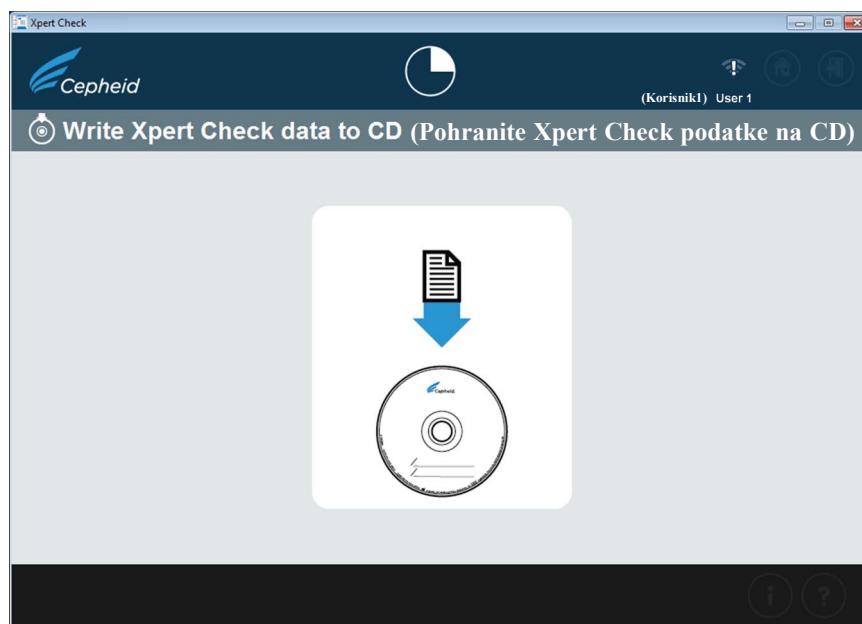 Xpert Check
Cepheid
(Korisnik1) User 1
Write Xpert Check data to CD (Pohranite Xpert Check podatke na CD)
Cepheid
i ?